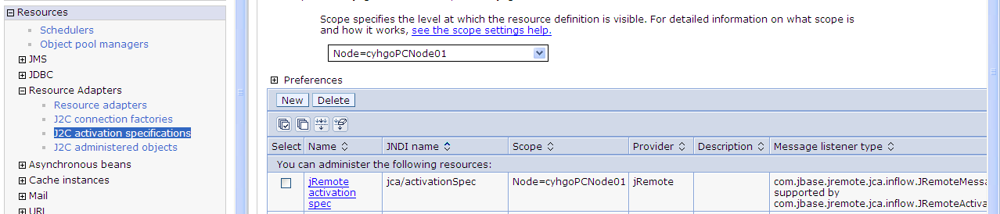 Resources
Schedulers
Object pool managers
JMS
JDBC
Resource Adapters
Resource adapters
J2C connection factories
J2C activation specifications
J2C administered objects
Asynchronous beans
Cache instances
Mail
URL
Scope specifies the level at which the resource definition is visible. For detailed information on what scope is
and how it works, see the scope settings help.
Node=cyhgoPCNode01
Preferences
New Delete
Select Name JNDI name Scope Provider Description Message listener type
You can administer the following resources:
jRemote
activation
spec
jca/activationSpec
Node=cyhgoPCNode01
jRemote
com.jbase.jremote.jca.inflow.JRemoteMessa
supported by
com.jbase.jremote.jca.inflow.JRemoteActiva